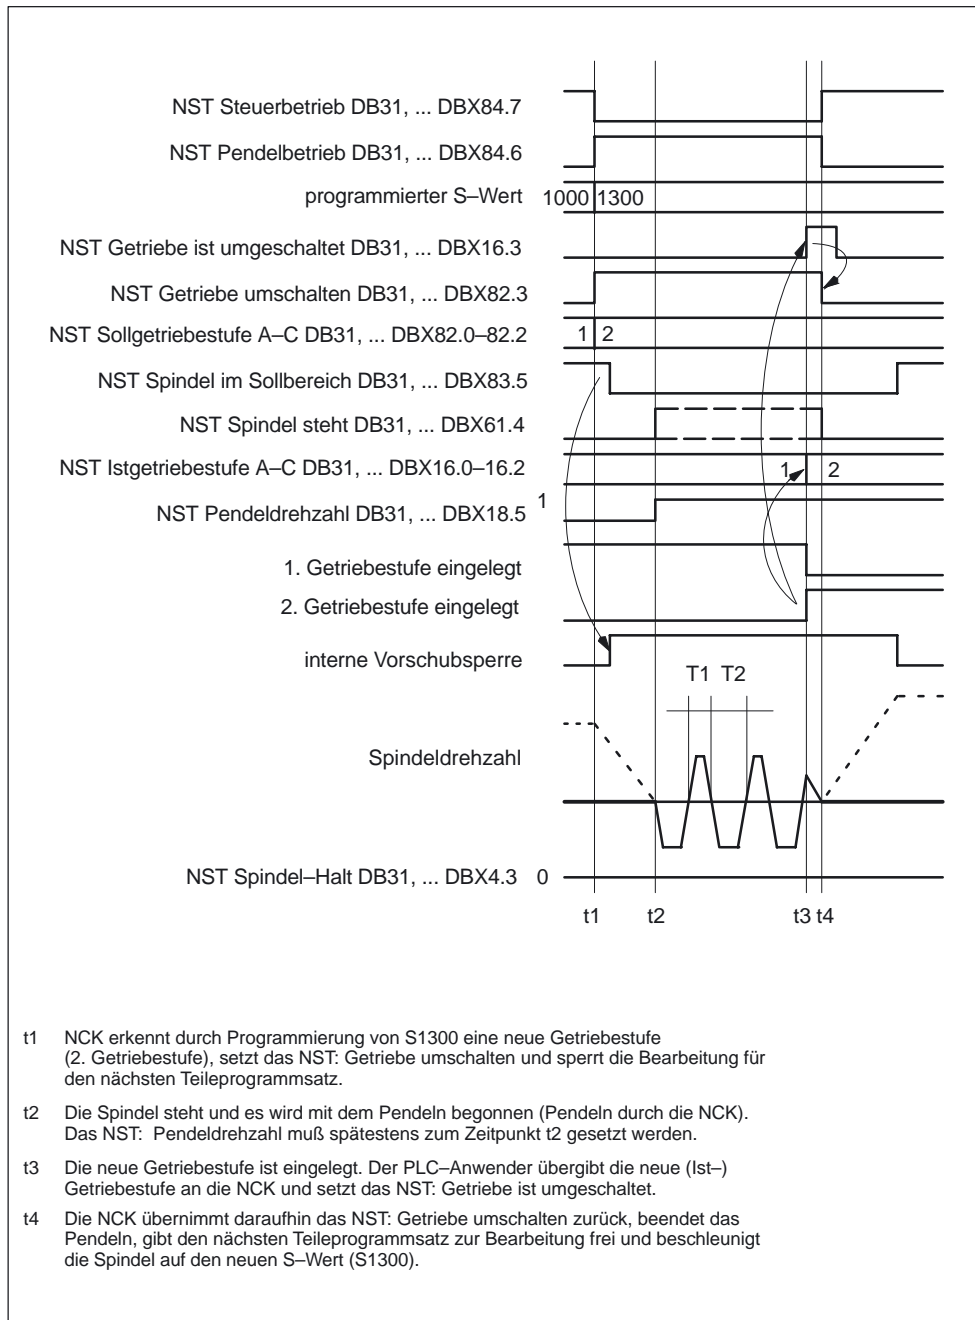 NST Steuerbetrieb DB31, ... DBX84.7
NST Pendelbetrieb DB31, ... DBX84.6
programmierter S–Wert 1000 1300
NST Getriebe ist umgeschaltet DB31, ... DBX16.3
NST Getriebe umschalten DB31, ... DBX82.3
NST Sollgetriebestufe A–C DB31, ... DBX82.0–82.2 1 2
NST Spindel im Sollbereich DB31, ... DBX83.5
NST Spindel steht DB31, ... DBX61.4
NST Istgetriebestufe A–C DB31, ... DBX16.0–16.2 1 2
NST Pendeldrehzahl DB31, ... DBX18.5 1
1. Getriebestufe eingelegt
2. Getriebestufe eingelegt
interne Vorschubsperre
T1 T2
Spindeldrehzahl
NST Spindel–Halt DB31, ... DBX4.3 0
t1 t2 t3 t4
t1 NCK erkennt durch Programmierung von S1300 eine neue Getriebestufe
(2. Getriebestufe), setzt das NST: Getriebe umschalten und sperrt die Bearbeitung für
den nächsten Teileprogrammsatz.
t2 Die Spindel steht und es wird mit dem Pendeln begonnen (Pendeln durch die NCK).
Das NST: Pendeldrehzahl muß spätestens zum Zeitpunkt t2 gesetzt werden.
t3 Die neue Getriebestufe ist eingelegt. Der PLC–Anwender übergibt die neue (Ist–)
Getriebestufe an die NCK und setzt das NST: Getriebe ist umgeschaltet.
t4 Die NCK übernimmt daraufhin das NST: Getriebe umschalten zurück, beendet das
Pendeln, gibt den nächsten Teileprogrammsatz zur Bearbeitung frei und beschleunigt
die Spindel auf den neuen S–Wert (S1300).